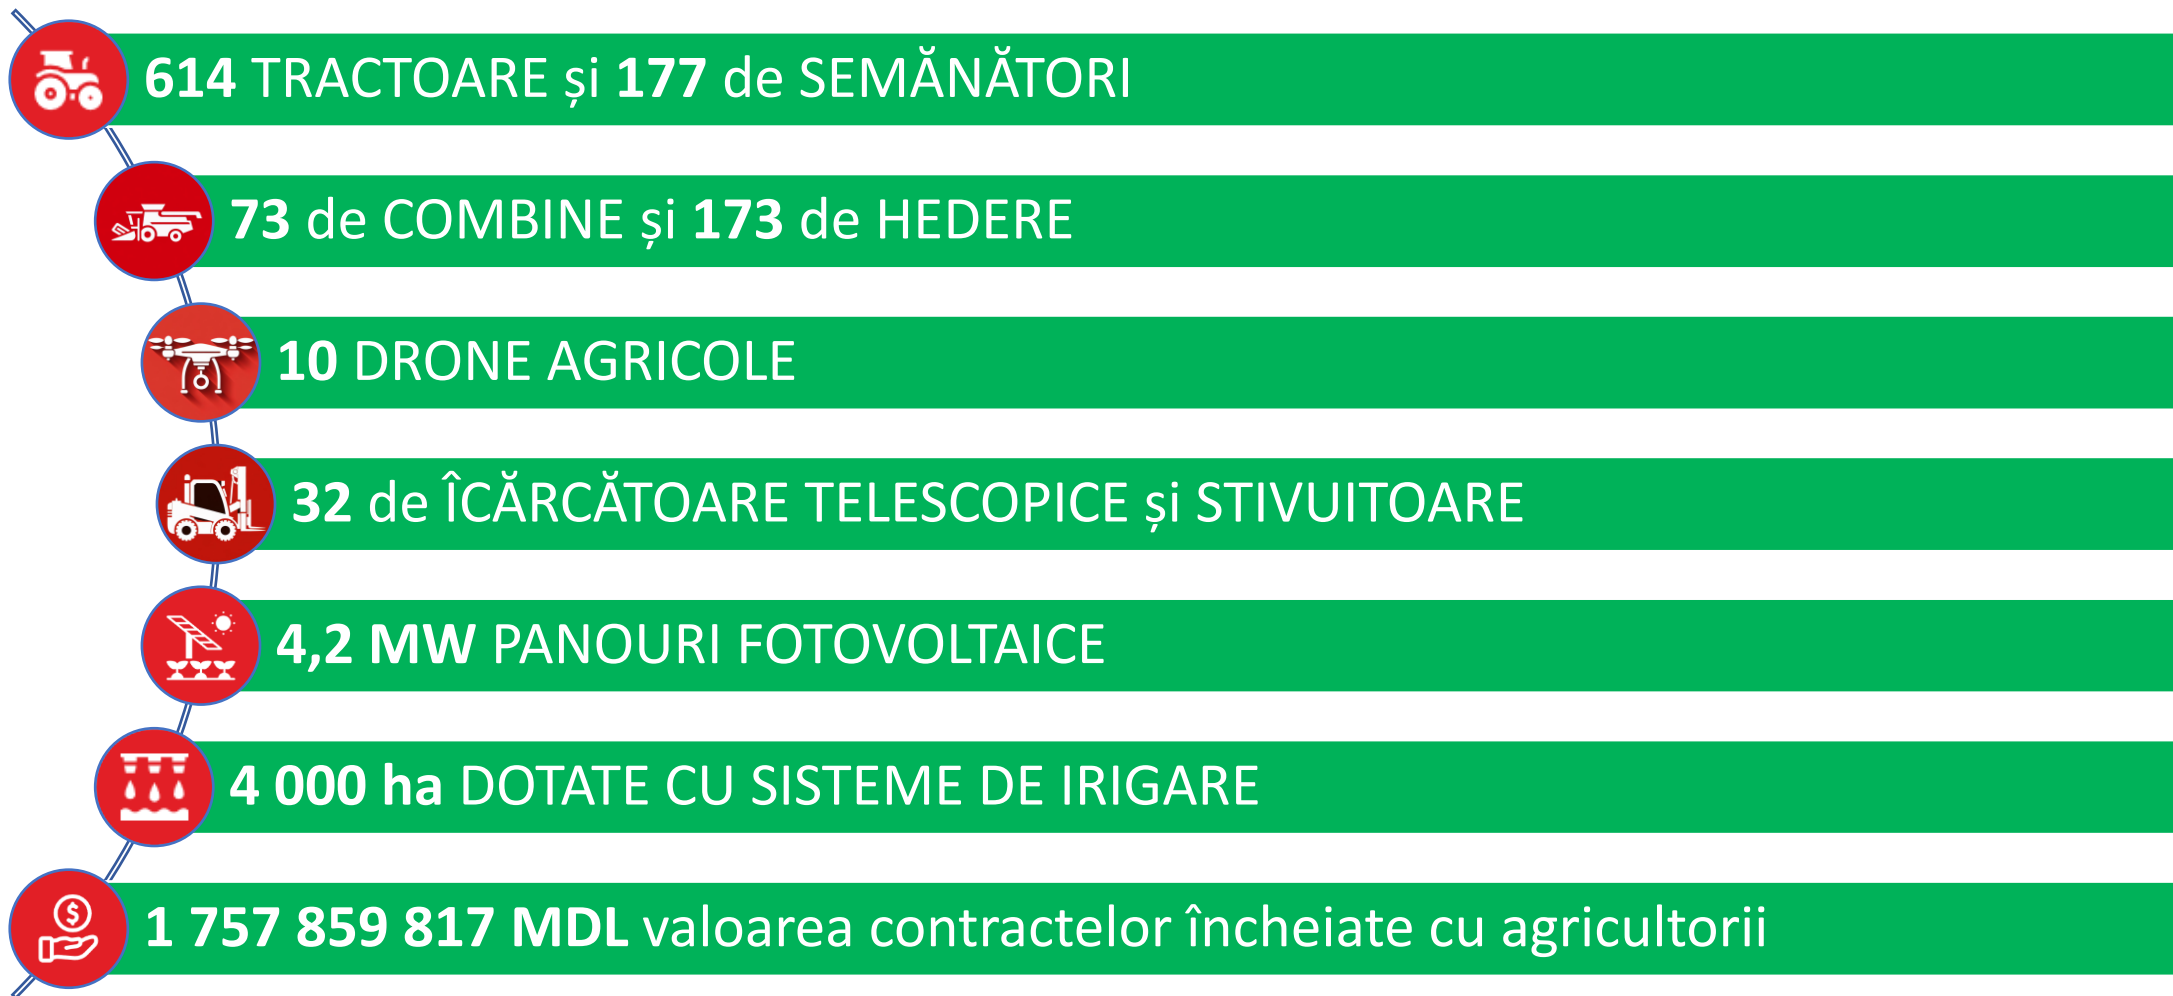 614 TRACTOARE și 177 de SEMĂNĂTORI
73 de COMBINE și 173 de HEDERE
10 DRONE AGRICOLE
32 de ÎCĂRCĂTOARE TELESCOPICE și STIVUITOARE
4,2 MW PANOURI FOTOVOLTAICE
4 000 ha DOTATE CU SISTEME DE IRIGARE
1 757 859 817 MDL valoarea contractelor încheiate cu agricultorii